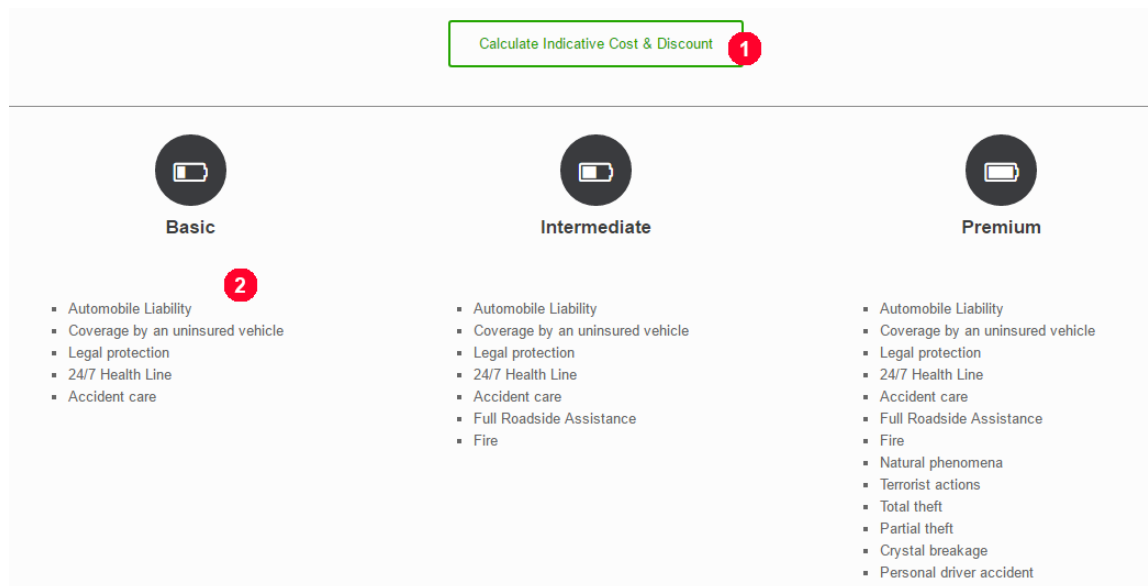 Calculate Indicative Cost & Discount
1
Basic
2
Automobile Liability
Coverage by an uninsured vehicle
Legal protection
24/7 Health Line
Accident care
Intermediate
Automobile Liability
Coverage by an uninsured vehicle
Legal protection
24/7 Health Line
Accident care
Full Roadside Assistance
Fire
Premium
Automobile Liability
Coverage by an uninsured vehicle
Legal protection
24/7 Health Line
Accident care
Full Roadside Assistance
Fire
Natural phenomena
Terrorist actions
Total theft
Partial theft
Crystal breakage
Personal driver accident